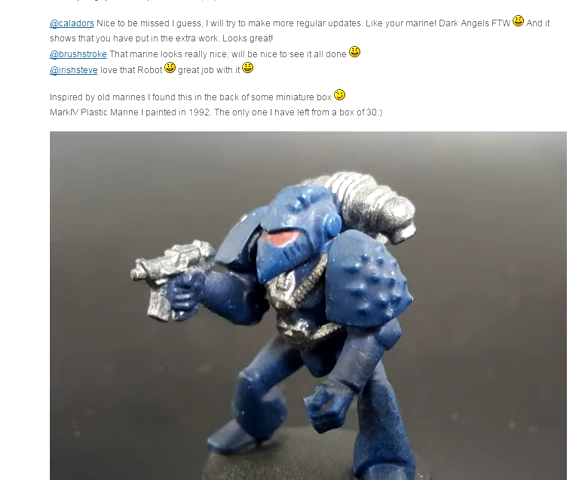 @caladors Nice to be missed I guess, I will try to make more regular updates. Like your marine! Dark Angels FTW And it
shows that you have put in the extra work. Looks great!
@brushstroke That marine looks really nice, will be nice to see it all done
@irishsteve love that Robot great job with it
Inspired by old marines I found this in the back of some miniature box
MarkIV Plastic Marine I painted in 1992. The only one I have left from a box of 30:)